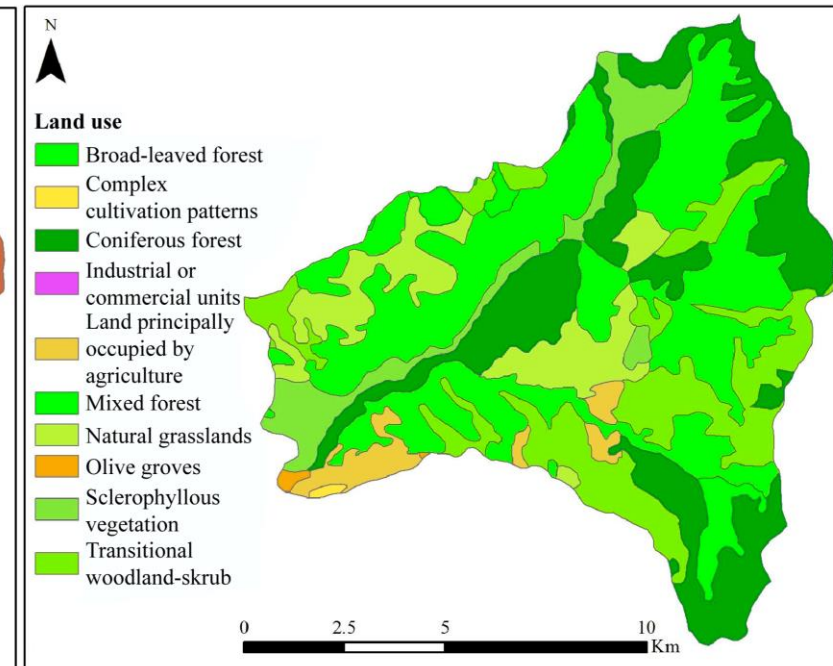 N
Land use
Broad-leaved forest
Complex
cultivation patterns
Coniferous forest
Industrial or
commercial units
Land principally
occupied by
agriculture
Mixed forest
Natural grasslands
Olive groves
Sclerophyllous
vegetation
Transitional
woodland-skrub
0 2.5 5 10
Km